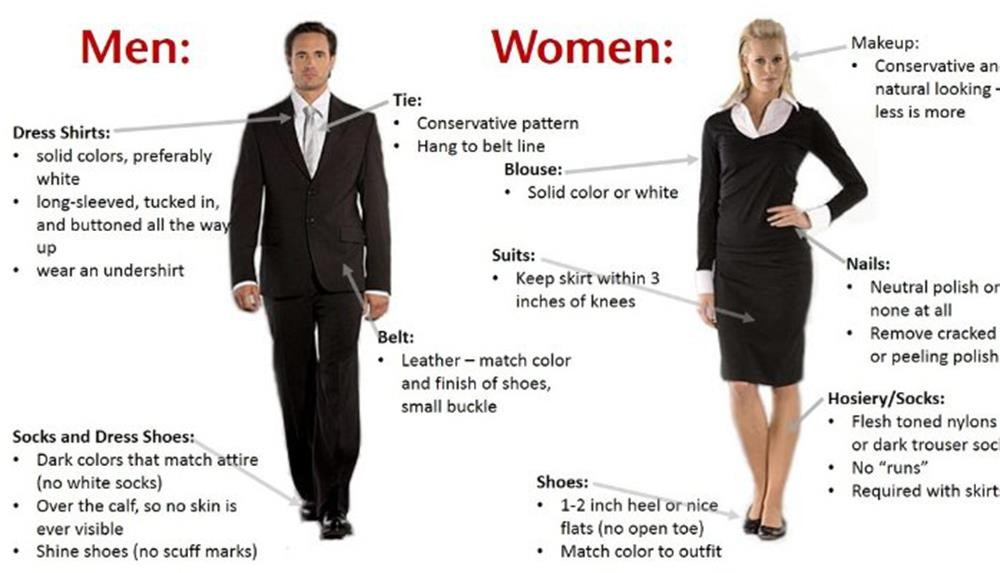 Men:
Dress Shirts:
• solid colors, preferably
white
• long-sleeved, tucked in,
and buttoned all the way
up
• wear an undershirt
Tie:
• Conservative pattern
• Hang to belt line
Belt:
• Leather – match color
and finish of shoes,
small buckle
Socks and Dress Shoes:
• Dark colors that match attire
(no white socks)
• Over the calf, so no skin is
ever visible
• Shine shoes (no scuff marks)
Women:
Makeup:
• Conservative an
natural looking -
less is more
Blouse:
• Solid color or white
Suits:
• Keep skirt within 3
inches of knees
Nails:
• Neutral polish or
none at all
• Remove cracked
or peeling polish
Hosiery/Socks:
• Flesh toned nylons
or dark trouser soc
• No “runs”
• Required with skirt
Shoes:
• 1-2 inch heel or nice
flats (no open toe)
• Match color to outfit